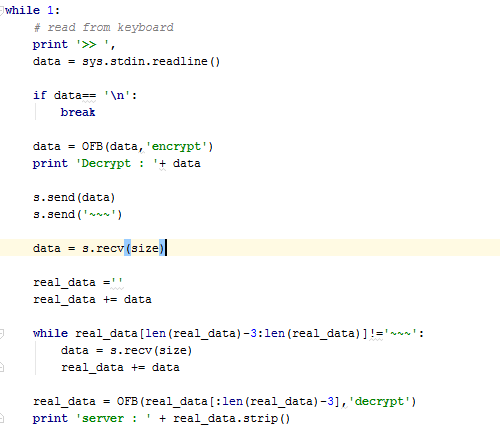 while 1:
    # read from keyboard
    print '>> ',
    data = sys.stdin.readline()

    if data== '\n':
        break

    data = OFB(data,'encrypt')
    print 'Decrypt : '+ data

    s.send(data)
    s.send('~~~')

    data = s.recv(size)

    real_data =''
    real_data += data

    while real_data[len(real_data)-3:len(real_data)]!='~~~':
        data = s.recv(size)
        real_data += data

    real_data = OFB(real_data[:len(real_data)-3],'decrypt')
    print 'server : ' + real_data.strip()